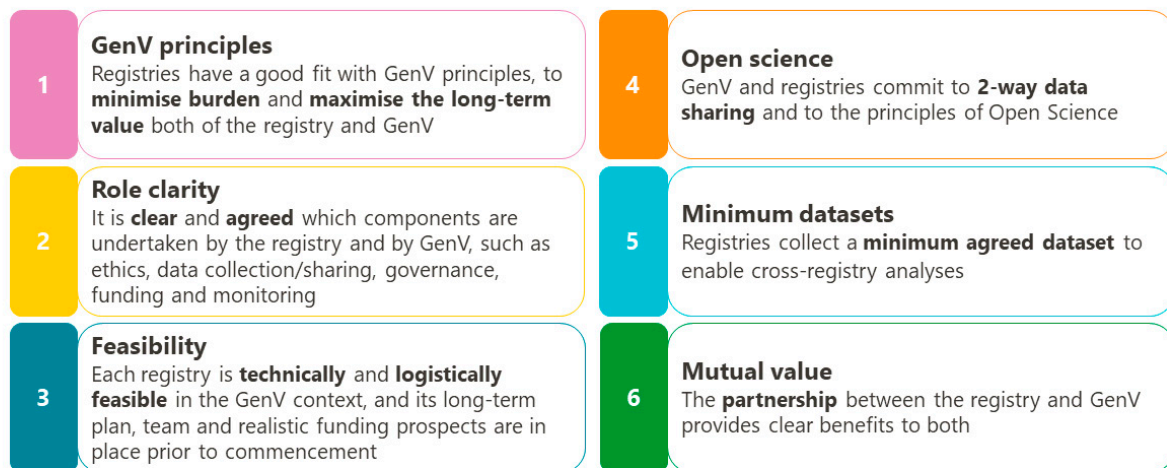 1
GenV principles
Registries have a good fit with GenV principles, to
minimise burden and maximise the long-term
value both of the registry and GenV
2
Role clarity
It is clear and agreed which components are
undertaken by the registry and by GenV, such as
ethics, data collection/sharing, governance,
funding and monitoring
3
Feasibility
Each registry is technically and logistically
feasible in the GenV context, and its long-term
plan, team and realistic funding prospects are in
place prior to commencement
4
Open science
GenV and registries commit to 2-way data
sharing and to the principles of Open Science
5
Minimum datasets
Registries collect a minimum agreed dataset to
enable cross-registry analyses
6
Mutual value
The partnership between the registry and GenV
provides clear benefits to both